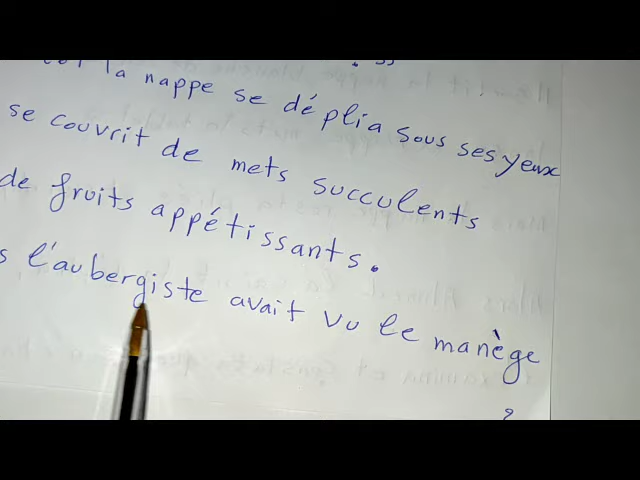 la nappe se déplia sous ses yeux
se couvrit de mets succulents
de fruits appétissants.
l'aubergiste avait vu le manège